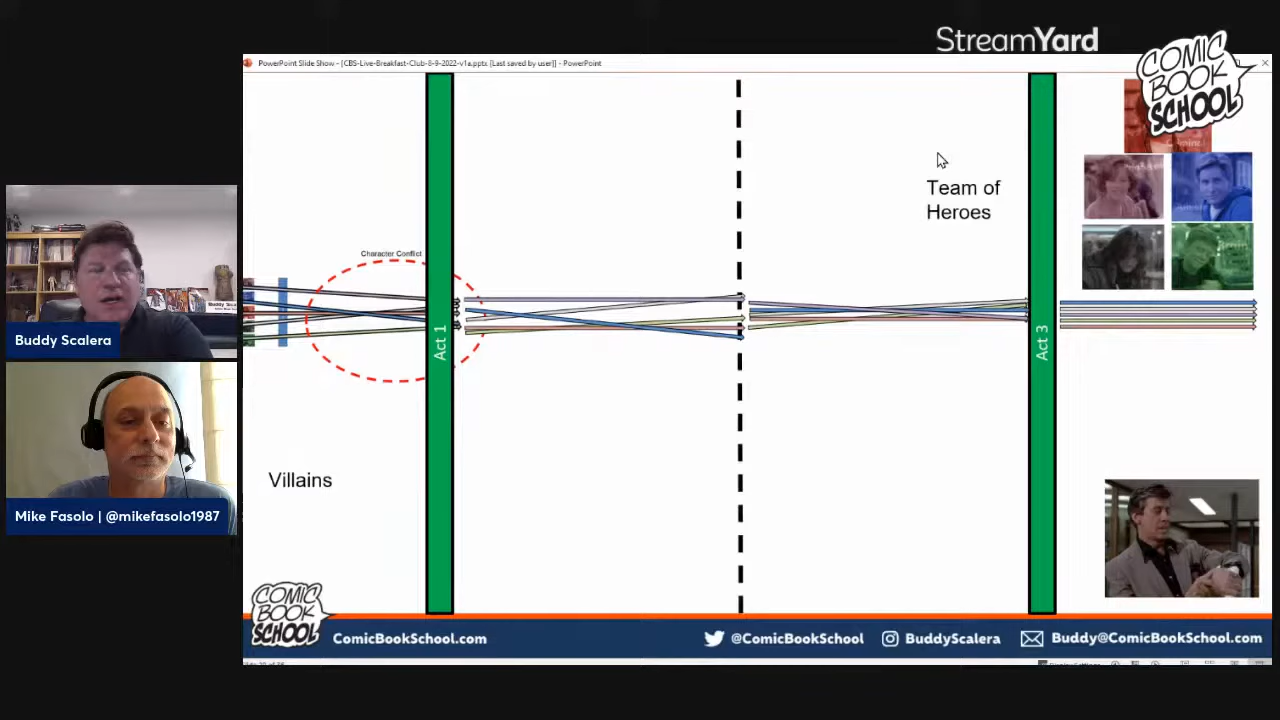 StreamYard
COMIC
BOOK
SCHOOL
PowerPoint Slide Show - [CBS-Live-Breakfast-Club-8-9-2022-v1a.pptx [Last saved by user]] - PowerPoint
Criminal
Team of
Heroes
Character Conflict
Buddy Scalera
Act 1
Act 3
Villains
Mike Fasolo | @mikefasolo1987
COMIC
BOOK
SCHOOL
ComicBookSchool.com
@ComicBookSchool
BuddyScalera
Buddy@ComicBookSchool.com